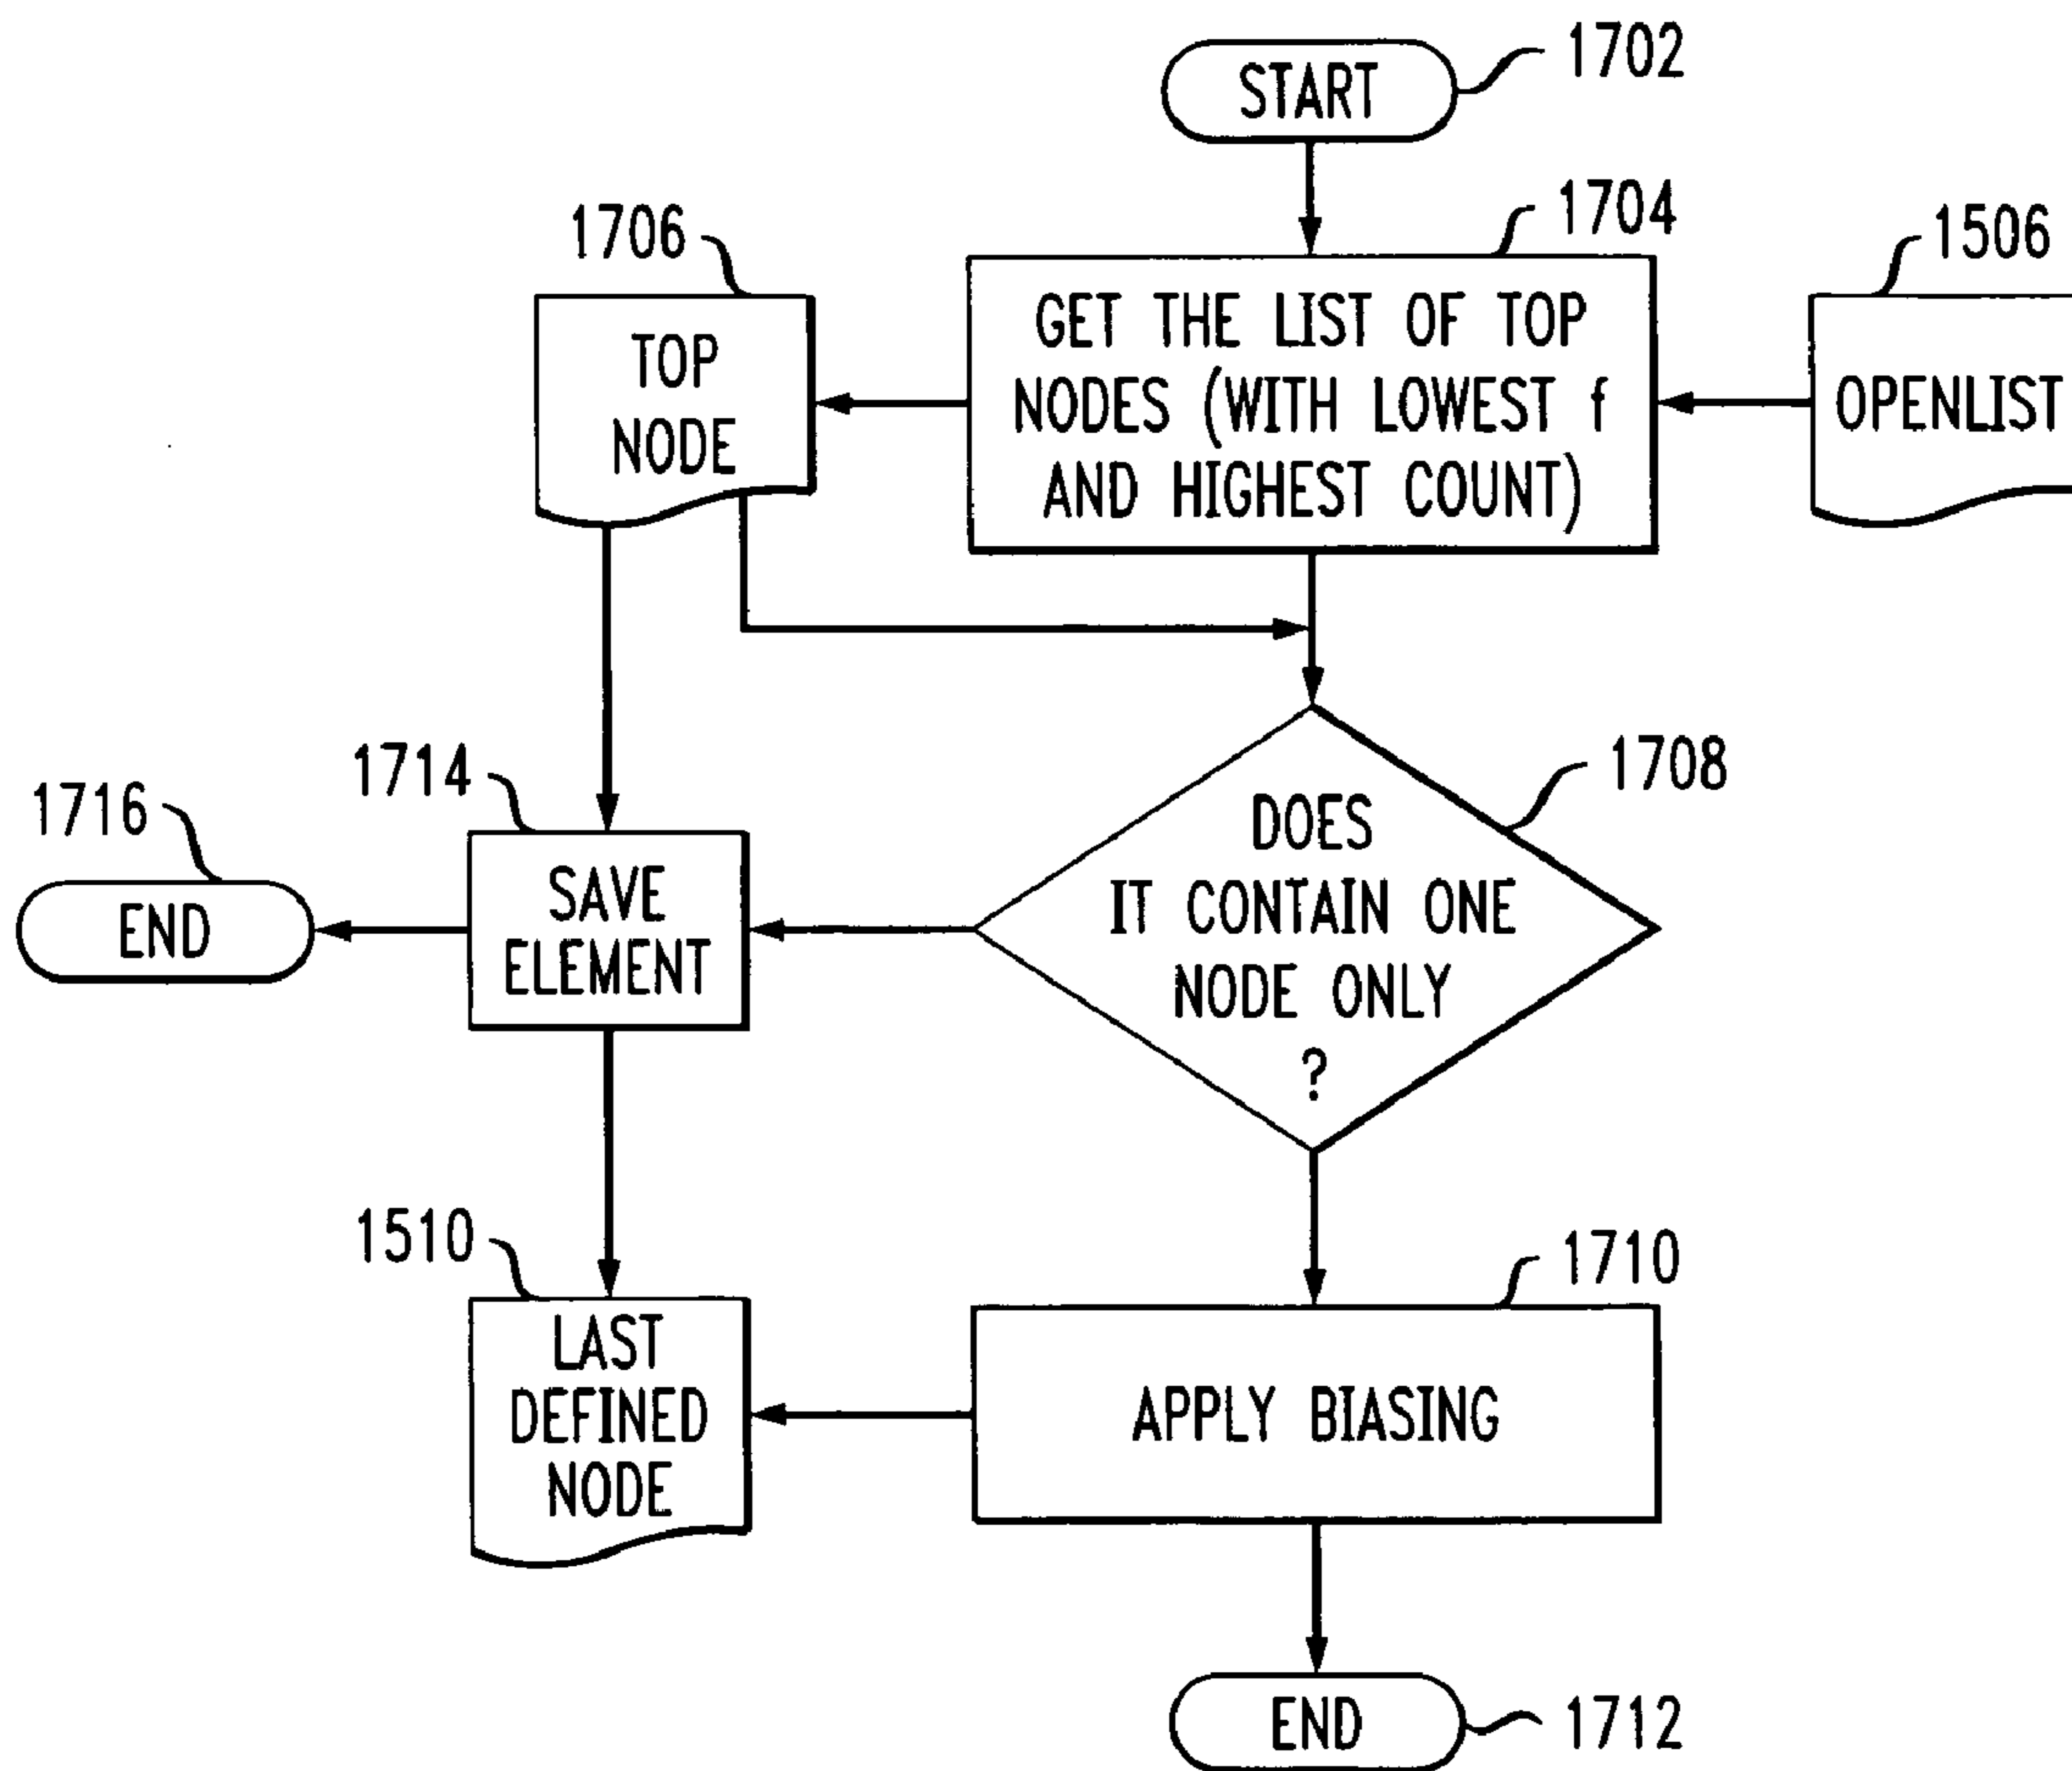 1702
START
1704
1706
1506
GET THE LIST OF TOP
NODES (WITH LOWEST f
AND HIGHEST COUNT)
TOP
NODE
OPENLIST
1708
1714
1716
DOES
IT CONTAIN ONE
NODE ONLY
?
SAVE
ELEMENT
END
1510
1710
LAST
DEFINED
NODE
APPLY BIASING
END
1712